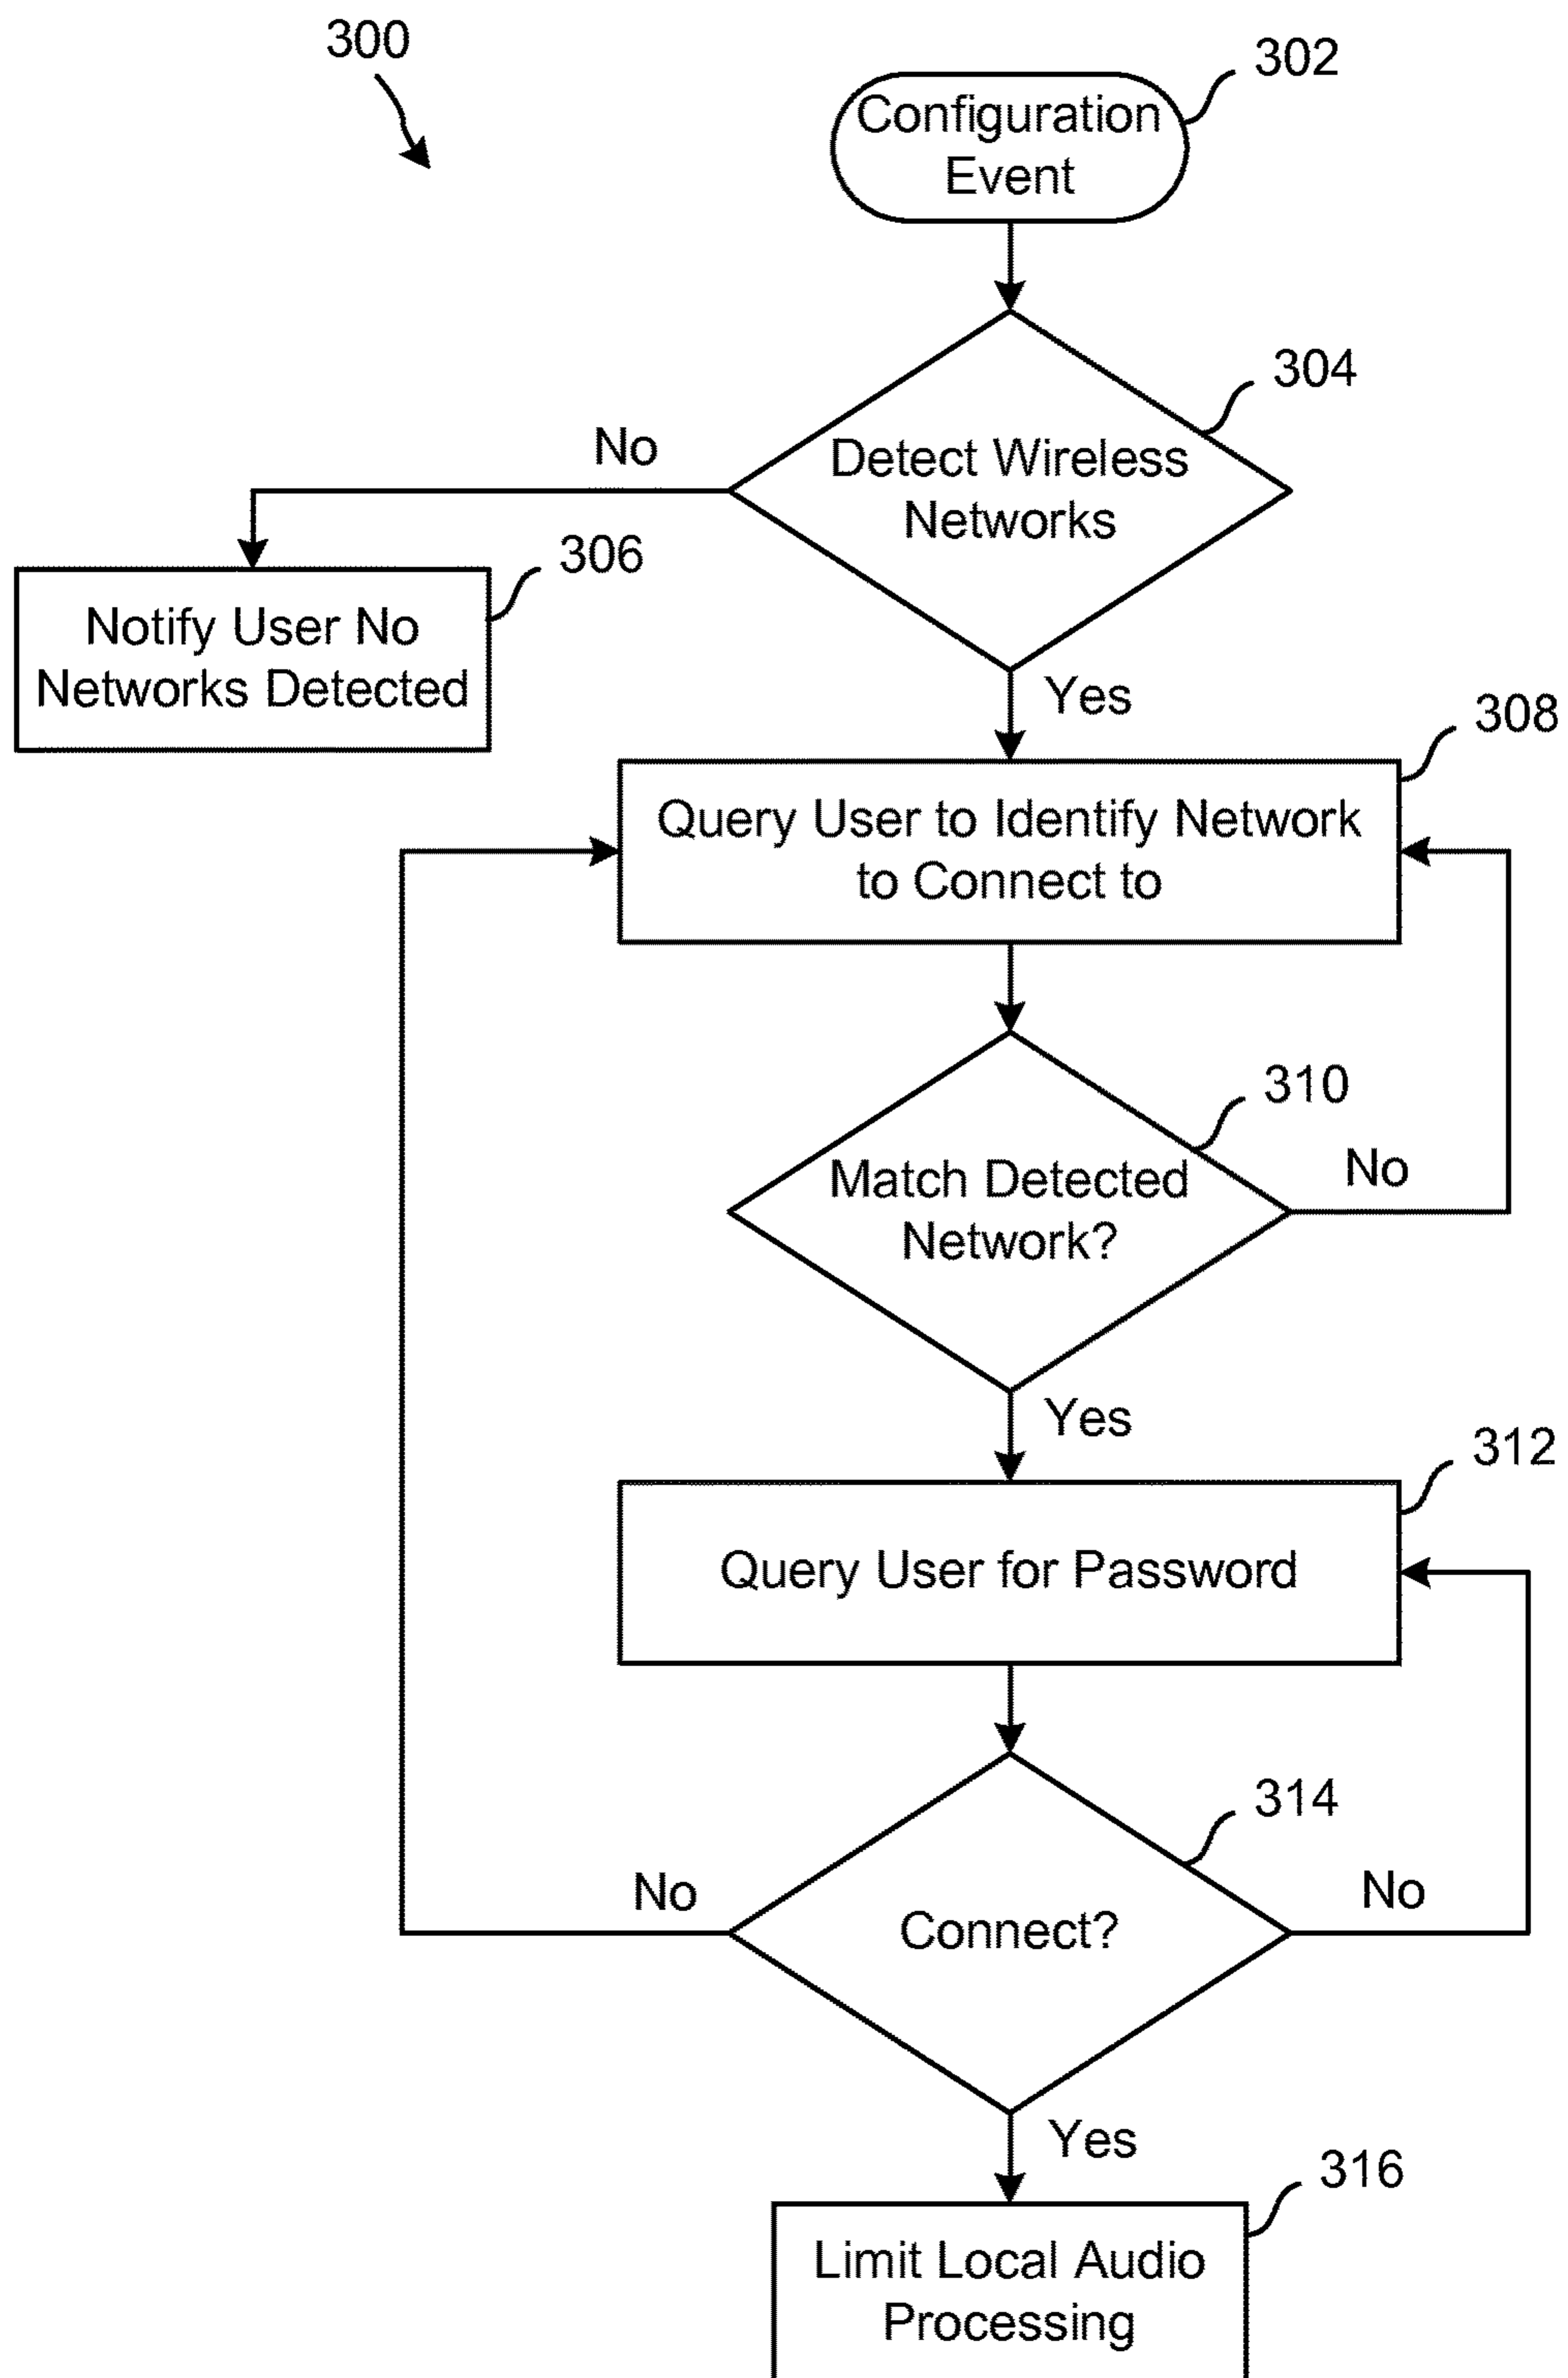 300
302
Configuration
Event
304
No
Detect Wireless
Networks
306
Notify User No
Networks Detected
Yes
308
Query User to Identify Network
to Connect to
310
No
Match Detected
Network?
Yes
312
Query User for Password
314
No
No
Connect?
Yes
316
Limit Local Audio
Processing